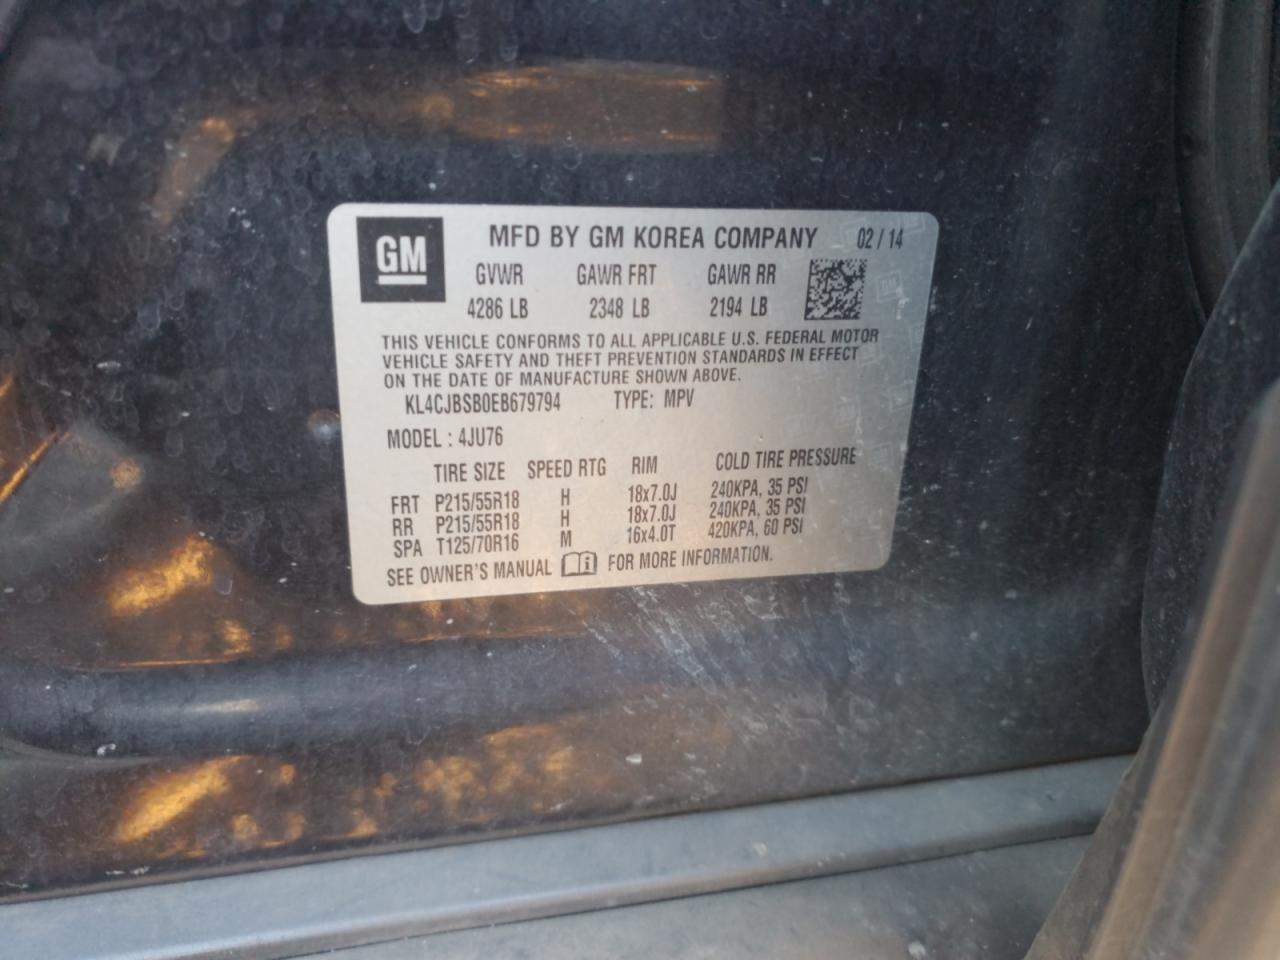 GM MFD BY GM KOREA COMPANY 02 / 14
GVWR GAWR FRT GAWR RR
4286 LB 2348 LB 2194 LB
THIS VEHICLE CONFORMS TO ALL APPLICABLE U.S. FEDERAL MOTOR
VEHICLE SAFETY AND THEFT PREVENTION STANDARDS IN EFFECT
ON THE DATE OF MANUFACTURE SHOWN ABOVE.
KL4CJBSB0EB679794 TYPE: MPV
MODEL : 4JU76
TIRE SIZE SPEED RTG RIM COLD TIRE PRESSURE
FRT P215/55R18 H 18x7.0J 240KPA, 35 PSI
RR P215/55R18 H 18x7.0J 240KPA, 35 PSI
SPA T125/70R16 M 16x4.0T 420KPA, 60 PSI
SEE OWNER'S MANUAL i FOR MORE INFORMATION.